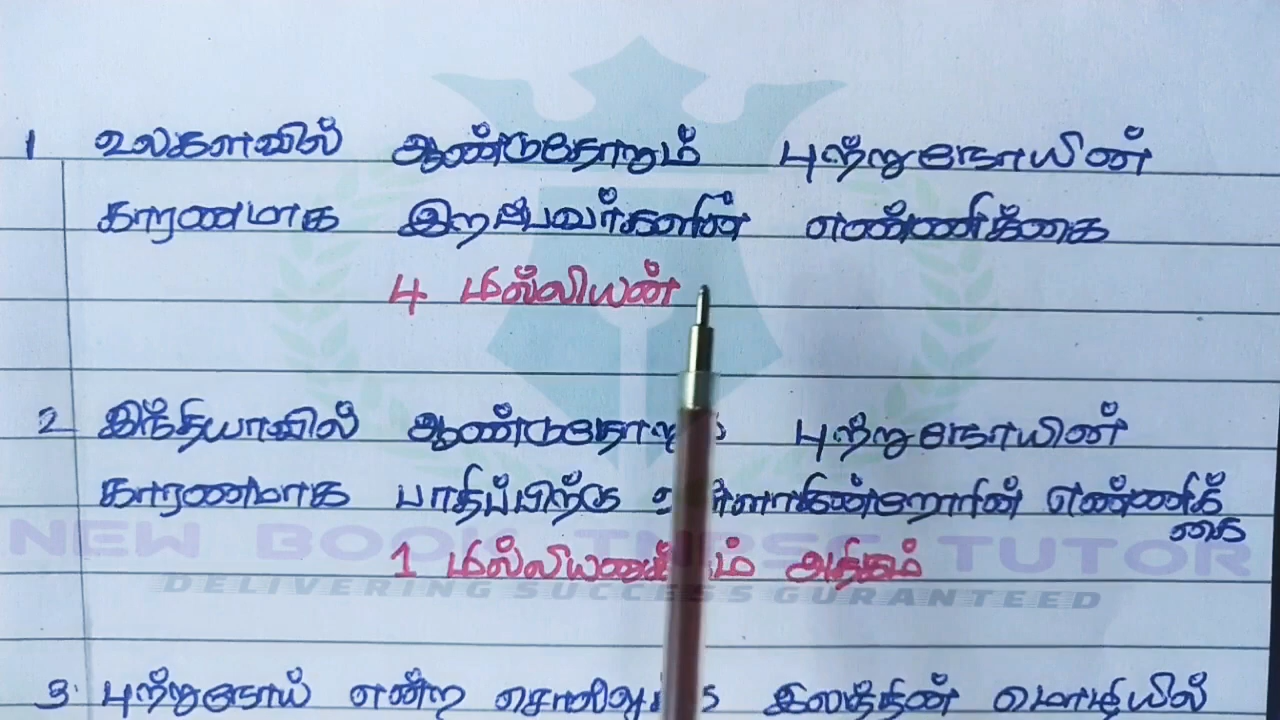 1 உலகளவில் ஆண்டுதோறும் புற்றுநோயின்
காரணமாக இறப்பவர்களின் எண்ணிக்கை
4 மில்லியன்
2 இந்தியாவில் ஆண்டுதோறும் புற்றுநோயின்
காரணமாக பாதிப்பிற்கு உள்ளாகின்றோரின் எண்ணிக்
கை
NEW BOOK TNPSC TUTOR
1 மில்லியனுக்கும் அதிகம்
DELIVERING SUCCESS GURANTEED
3. புற்றுநோய் என்ற இலத்தின் மொழியில்